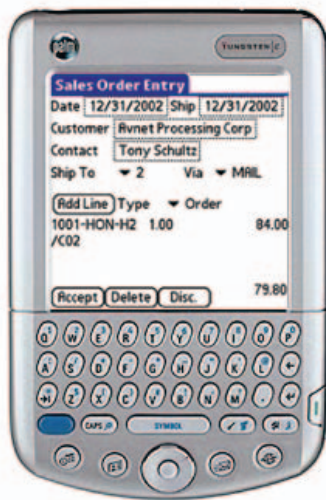 palm
TUNGSTEN | C
Sales Order Entry
Date 12/31/2002 Ship 12/31/2002
Customer Avnet Processing Corp
Contact Tony Schultz
Ship To 2 Via MAIL
Add Line Type Order
1001-HON-H2 1.00 84.00
/C02
79.80
Accept Delete Disc.
Q W E R T Y U I O P
A S D F G H J K L
Z X C V B N M .
CAPS SYMBOL